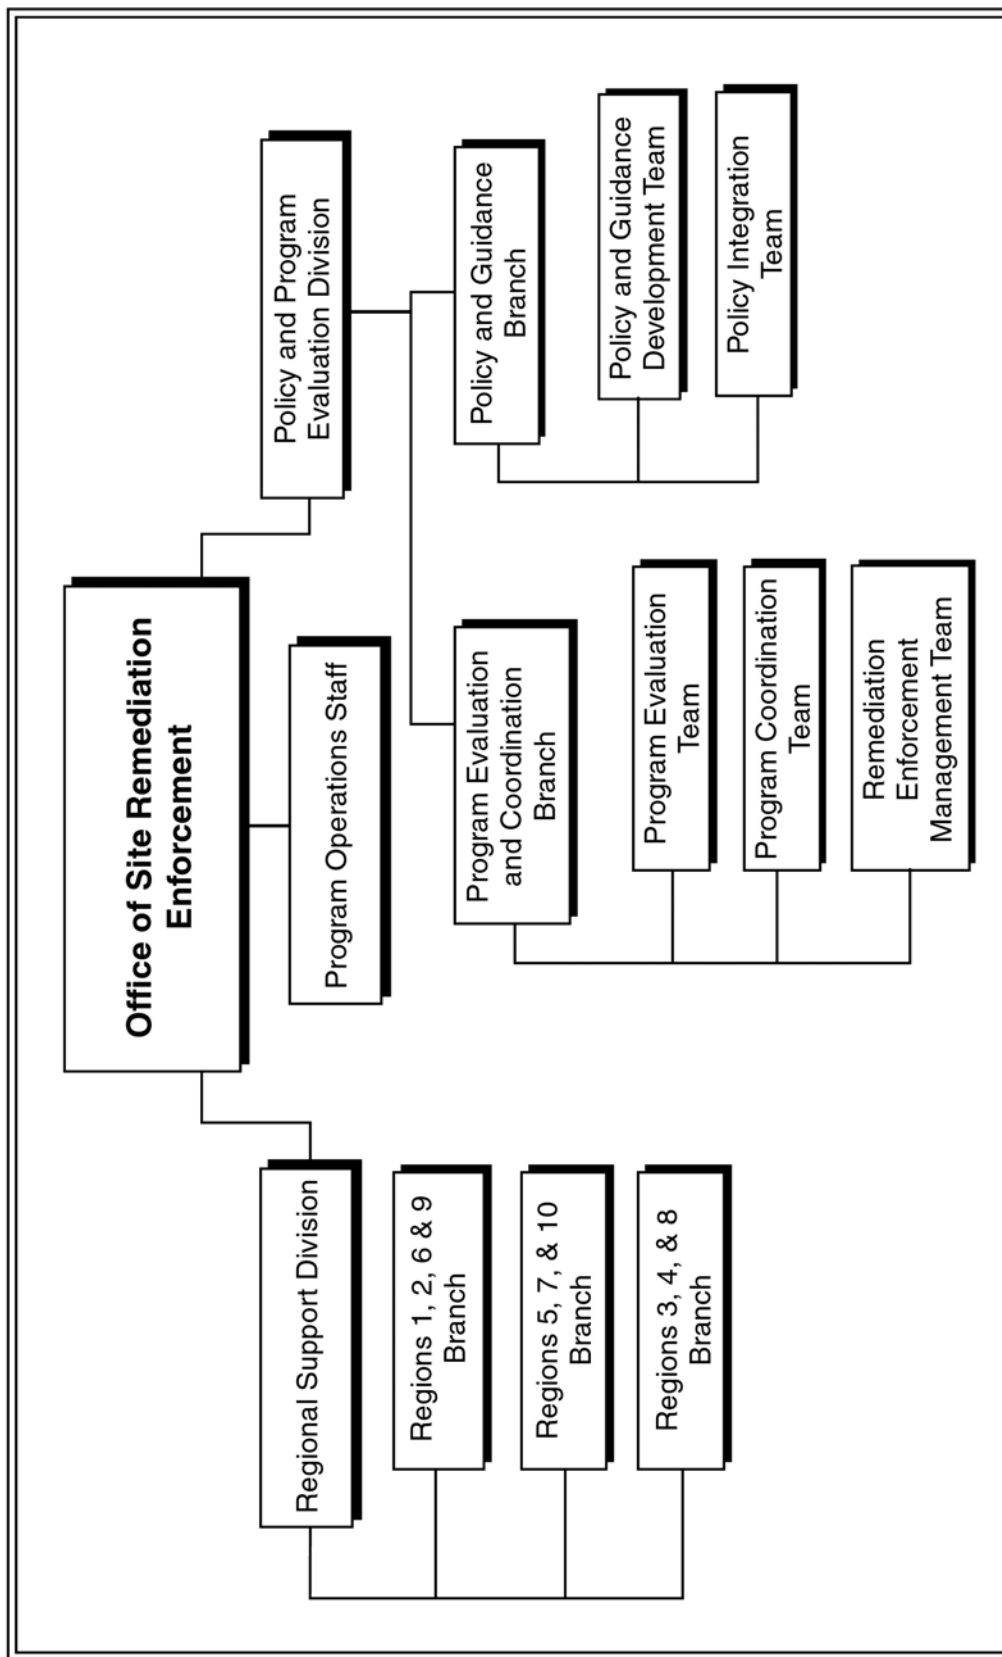 Office of Site Remediation
Enforcement
Regional Support Division
Regions 1, 2, 6 & 9
Branch
Regions 5, 7, & 10
Branch
Regions 3, 4, & 8
Branch
Program Operations Staff
Policy and Program
Evaluation Division
Program Evaluation
and Coordination
Branch
Program Evaluation
Team
Program Coordination
Team
Remediation
Enforcement
Management Team
Policy and Guidance
Branch
Policy and Guidance
Development Team
Policy Integration
Team